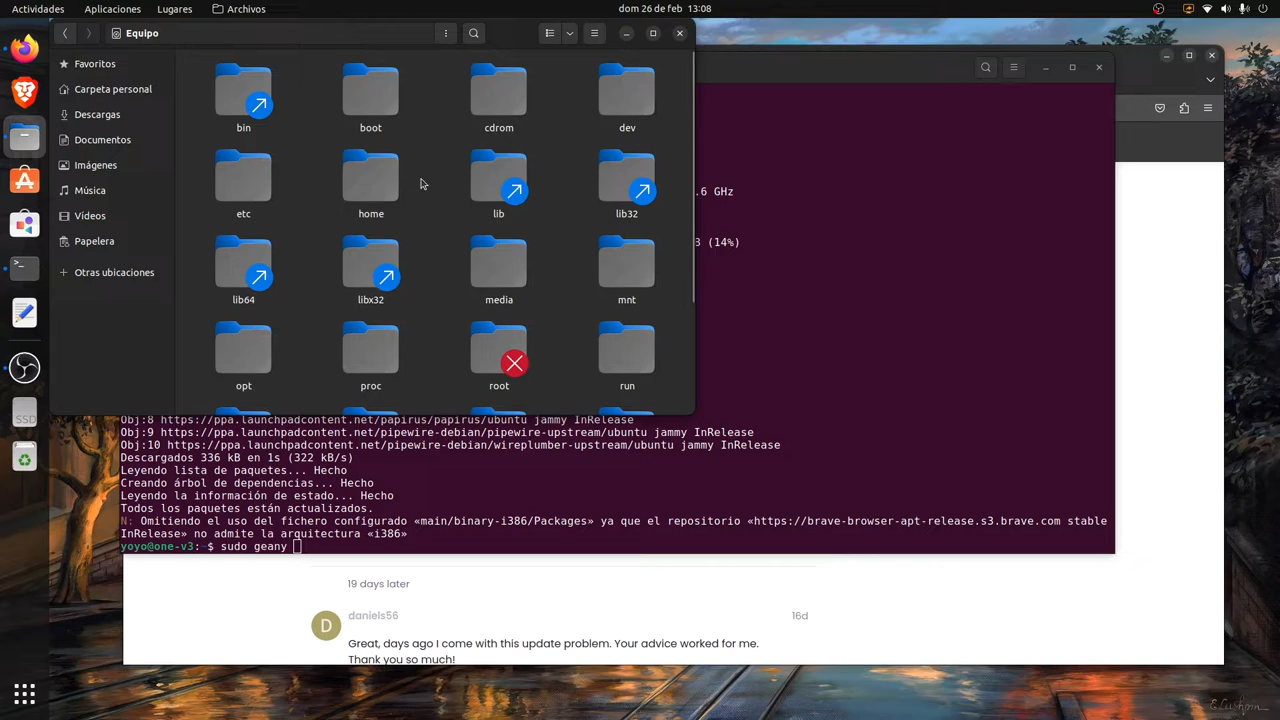 Actividades Aplicaciones Lugares Archivos dom 26 de feb 13:08
Equipo
Favoritos
Carpeta personal
Descargas
Documentos
Imágenes
Música
Vídeos
Papelera
Otras ubicaciones
bin boot cdrom dev
etc home lib lib32
lib64 libx32 media mnt
opt proc root run
.6 GHz
(14%)
Obj:8 https://ppa.launchpadcontent.net/papirus/papirus/ubuntu jammy InRelease
Obj:9 https://ppa.launchpadcontent.net/pipewire-debian/pipewire-upstream/ubuntu jammy InRelease
Obj:10 https://ppa.launchpadcontent.net/pipewire-debian/wireplumber-upstream/ubuntu jammy InRelease
Descargados 336 kB en 1s (322 kB/s)
Leyendo lista de paquetes... Hecho
Creando árbol de dependencias... Hecho
Leyendo la información de estado... Hecho
Todos los paquetes están actualizados.
N: Omitiendo el uso del fichero configurado «main/binary-i386/Packages» ya que el repositorio «https://brave-browser-apt-release.s3.brave.com stable
InRelease» no admite la arquitectura «i386»
yoyo@one-v3:~$ sudo geany
19 days later
D daniels56 16d
Great, days ago I come with this update problem. Your advice worked for me.
Thank you so much!
SSD